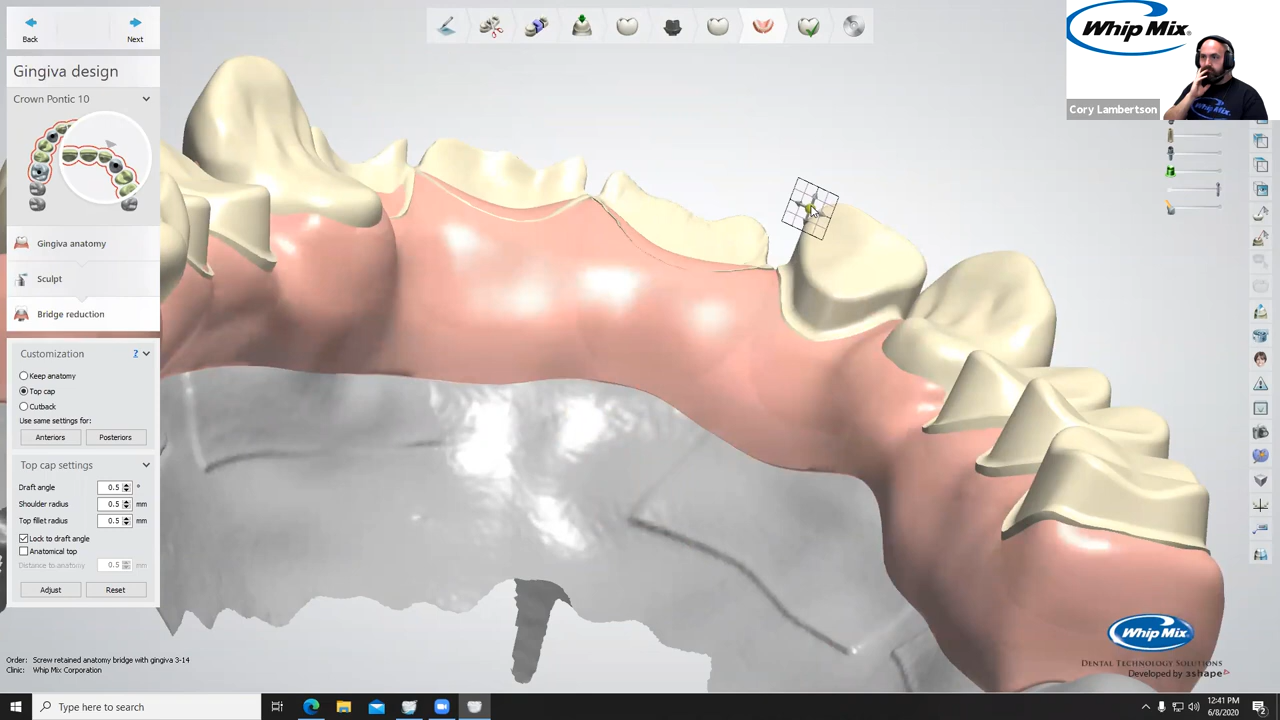 Back
Next
Gingiva design
Crown Pontic 10
Gingiva anatomy
Sculpt
Bridge reduction
Customization
?
Keep anatomy
Top cap
Cutback
Use same settings for:
Anteriors
Posteriors
Top cap settings
Draft angle 0.5 °
Shoulder radius 0.5 mm
Top fillet radius 0.5 mm
Lock to draft angle
Anatomical top
Distance to anatomy 0.5 mm
Adjust
Reset
Order: Screw retained anatomy bridge with gingiva 3-14
Clinic: Whip Mix Corporation
Whip Mix®
Cory Lambertson
Whip Mix
DENTAL TECHNOLOGY SOLUTIONS
Developed by 3shape
Type here to search
12:41 PM
6/8/2020
2